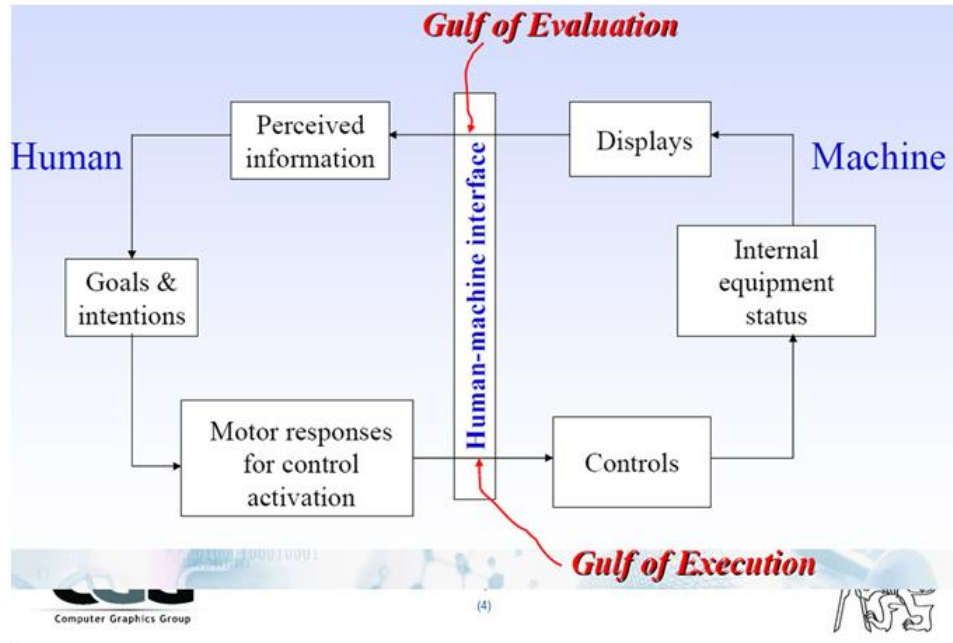 Gulf of Evaluation
Human
Perceived
information
Human-machine interface
Displays
Machine
Goals &
intentions
Internal
equipment
status
Motor responses
for control
activation
Controls
Gulf of Execution
Computer Graphics Group
(4)